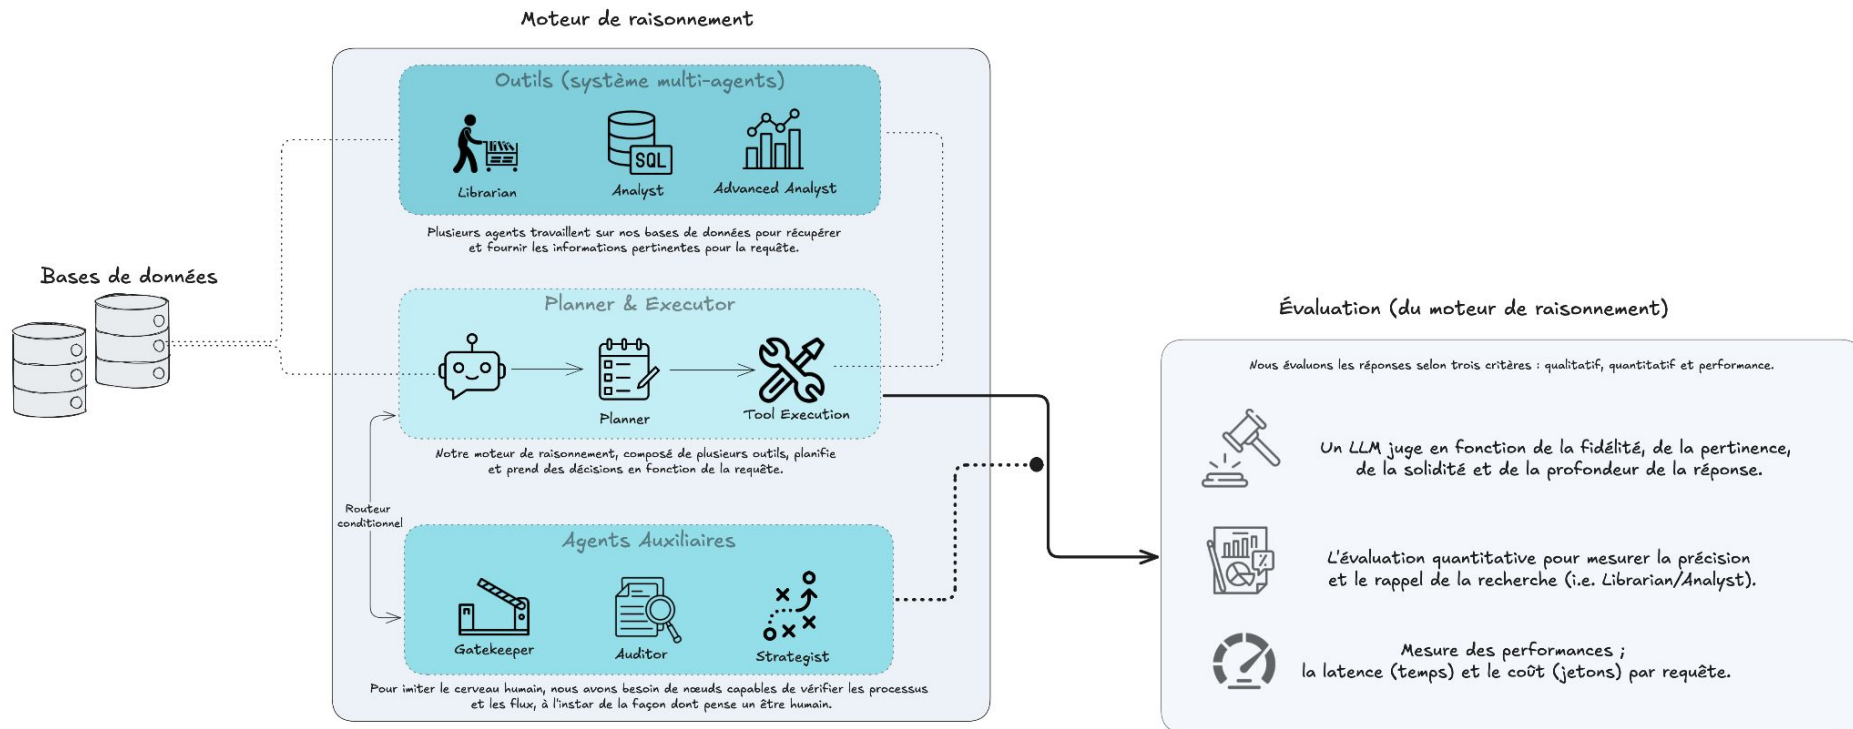 Moteur de raisonnement
Outils (système multi-agents)
SQL
Librarian
Analyst
Advanced Analyst
Plusieurs agents travaillent sur nos bases de données pour récupérer
et fournir les informations pertinentes pour la requête.
Bases de données
Planner & Executor
Planner
Tool Execution
Notre moteur de raisonnement, composé de plusieurs outils, planifie
et prend des décisions en fonction de la requête.
Routeur
conditionnel
Agents Auxiliaires
Gatekeeper
Auditor
Strategist
Pour imiter le cerveau humain, nous avons besoin de nœuds capables de vérifier les processus
et les flux, à l'instar de la façon dont pense un être humain.
Évaluation (du moteur de raisonnement)
Nous évaluons les réponses selon trois critères : qualitatif, quantitatif et performance.
Un LLM juge en fonction de la fidélité, de la pertinence,
de la solidité et de la profondeur de la réponse.
%
L'évaluation quantitative pour mesurer la précision
et le rappel de la recherche (i.e. Librarian/Analyst).
Mesure des performances ;
la latence (temps) et le coût (jetons) par requête.